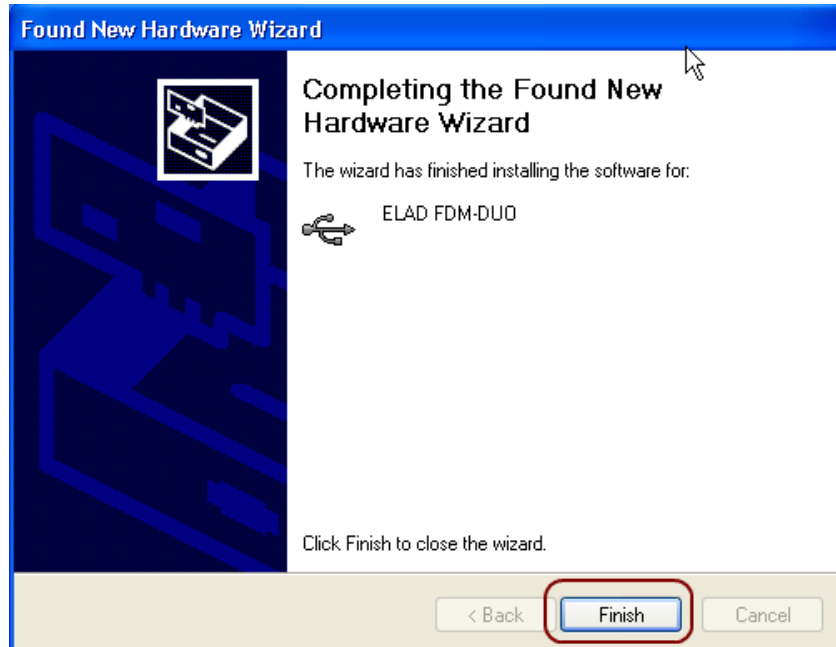 Found New Hardware Wizard
Completing the Found New
Hardware Wizard
The wizard has finished installing the software for:
ELAD FDM-DUO
Click Finish to close the wizard.
< Back Finish Cancel